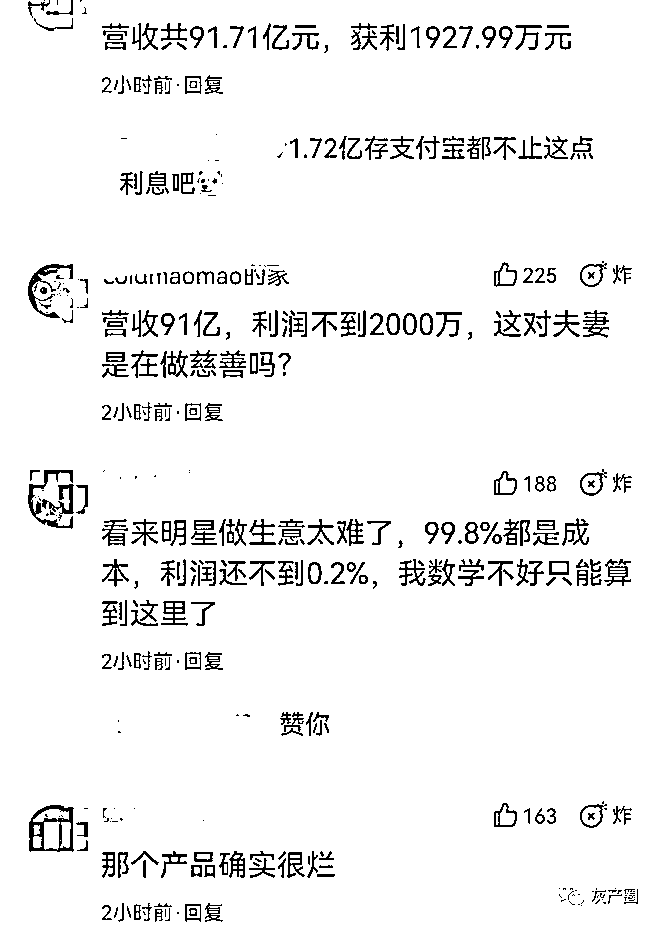 营收共91.71亿元，获利1927.99万元
2小时前·回复
1.72亿存支付宝都不止这点
利息吧
maomao的家
225
炸
营收91亿，利润不到2000万，这对夫妻
是在做慈善吗？
2小时前·回复
188
炸
看来明星做生意太难了，99.8%都是成
本，利润还不到0.2%，我数学不好只能算
到这里了
2小时前·回复
赞你
163
炸
那个产品确实很烂
2小时前·回复
灰产圈